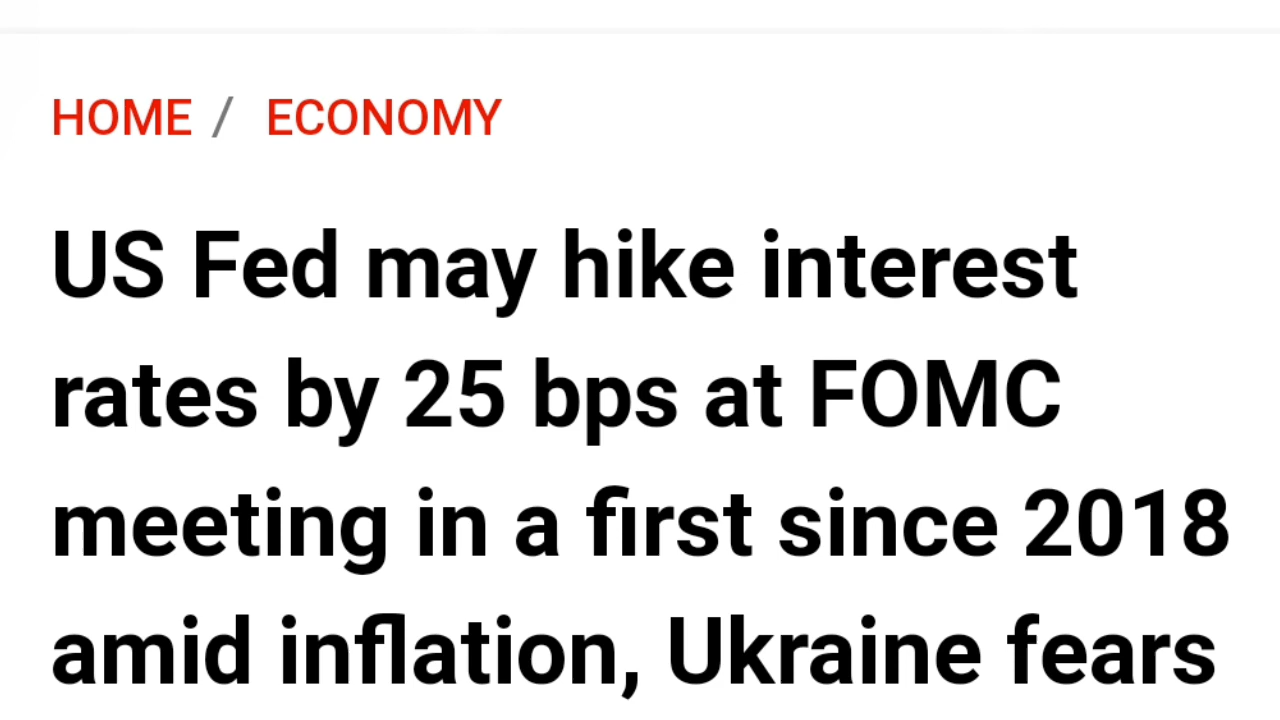 HOME / ECONOMY
US Fed may hike interest
rates by 25 bps at FOMC
meeting in a first since 2018
amid inflation, Ukraine fears